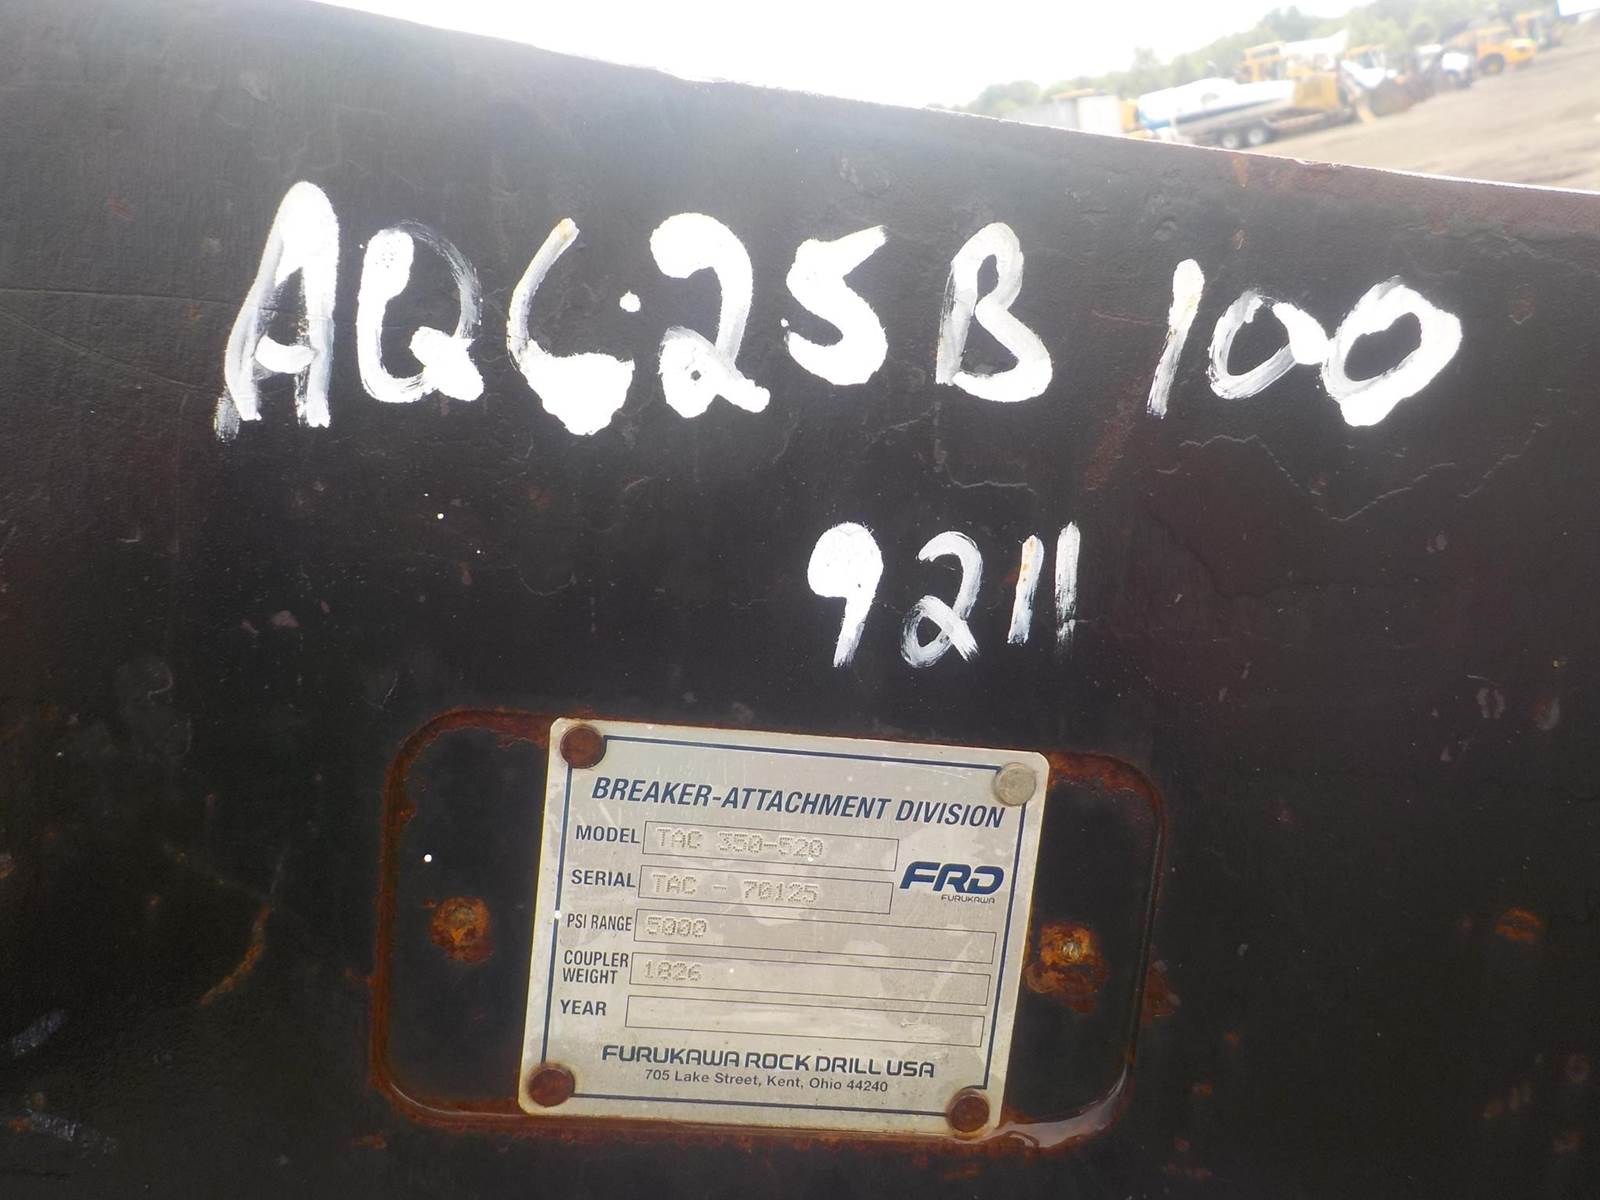 AQC25B100
9211
BREAKER-ATTACHMENT DIVISION
MODEL TAC 350-520
SERIAL TAC - 70125
FRD
FURUKAWA
PSI RANGE 5000
COUPLER WEIGHT 1826
YEAR
FURUKAWA ROCK DRILL USA
705 Lake Street, Kent, Ohio 44240